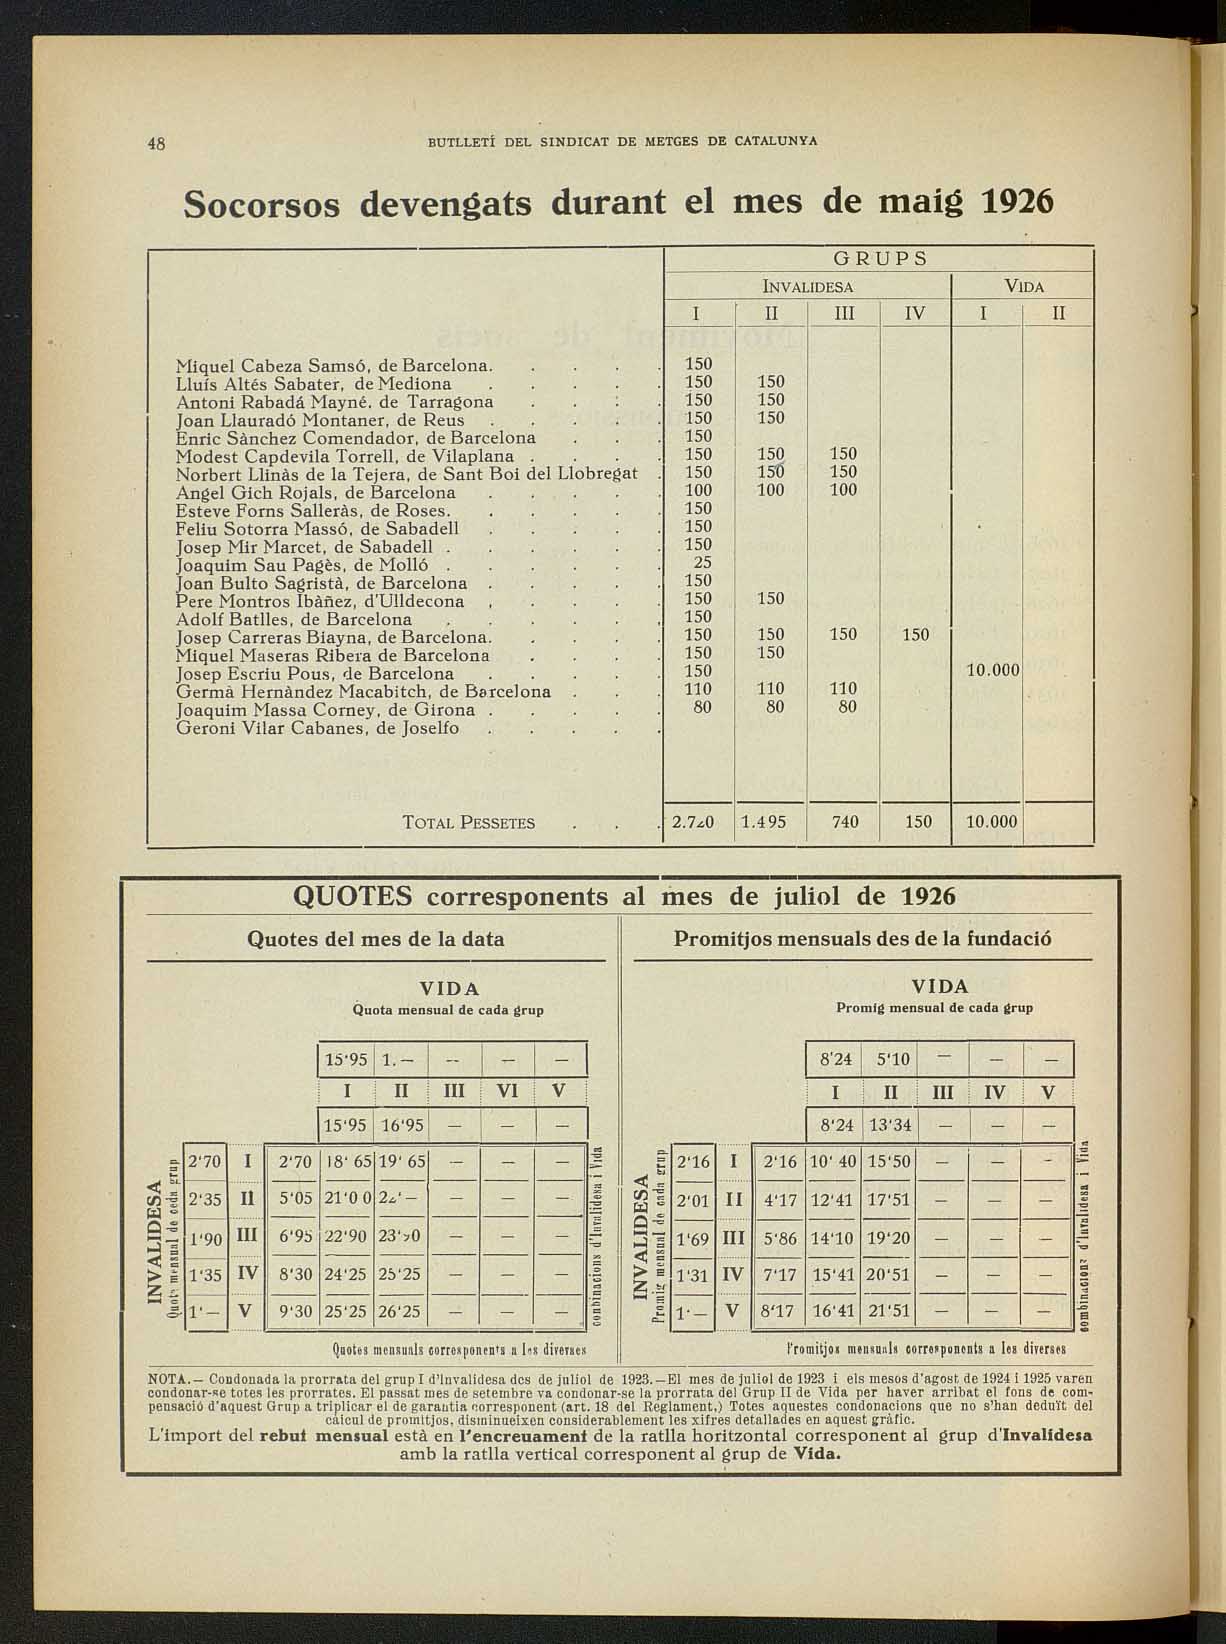 48
BUTLLETÍ DEL SINDICAT DE METGES DE CATALUNYA
Socorsos devengats durant el mes de maig 1926
GRUPS
INVALIDESA VIDA
I II III IV I II
Miquel Cabeza Samsó, de Barcelona. . . . . 150
Lluís Altés Sabater, de Mediona . . . . . 150 150
Antoni Rabadá Mayné, de Tarragona . . . . 150 150
Joan Llauradó Montaner, de Reus . . . . . 150 150
Enric Sànchez Comendador, de Barcelona . . . 150
Modest Capdevila Torrell, de Vilaplana . . . . . 150 150 150
Norbert Llinàs de la Tejera, de Sant Boi del Llobregat . 150 150 150
Angel Gich Rojals, de Barcelona . . . . . 100 100 100
Esteve Forns Salleràs, de Roses. . . . . . 150
Feliu Sotorra Massó, de Sabadell . . . . . 150
Josep Mir Marcet, de Sabadell . . . . . 150
Joaquim Sau Pagès, de Molló . . . . . . 25
Joan Bulto Sagristà, de Barcelona . . . . . 150
Pere Montros Ibàñez, d'Ulldecona , . . . . 150 150
Adolf Batlles, de Barcelona . . . . . . 150
Josep Carreras Biayna, de Barcelona. . . . . 150 150 150 150
Miquel Maseras Ribera de Barcelona . . . . 150 150
Josep Escriu Pous, de Barcelona . . . . . 150 10.000
Germà Hernàndez Macabitch, de Barcelona . . . 110 110 110
Joaquim Massa Corney, de Girona . . . . . 80 80 80
Geroni Vilar Cabanes, de Joselfo . . . . .
TOTAL PESSETES . . . 1.495 740 150 10.000
QUOTES corresponents al mes de juliol de 1926
Quotes del mes de la data
VIDA
Quota mensual de cada grup
15'95 1.— -- — —
I II III VI V
15'95 16'95 — — —
2'70 I 2'70 18' 65 19' 65 — — —
2'35 II 5'05 21'0 0 — — —
1'90 III 6'95 22'90 — — —
1'35 IV 8'30 24'25 25'25 — — —
1'— V 9'30 25'25 26'25 — — —
INVALIDESA
Quota mensual de cada grup
combinacions d'Invalidesa i Vida
Quotes mensuals corresponents a les diverses
Promitjos mensuals des de la fundació
VIDA
Promig mensual de cada grup
8'24 5'10 — — —
I II III IV V
8'24 13'34 — — —
2'16 I 2'16 10' 40 15'50 — — -
2'01 II 4'17 12'41 17'51 — — —
1'69 III 5'86 14'10 19'20 — — —
1'31 IV 7'17 15'41 20'51 — — —
1'— V 8'17 16'41 21'51 — — —
INVALIDESA
Promig mensual de cada grup
combinacions d'Invalidesa i Vida
Promitjos mensuals corresponents a les diverses
NOTA.— Condonada la prorrata del grup I d'Invalidesa des de juliol de 1923.—El mes de juliol de 1923 i els mesos d'agost de 1924 i 1925 varen
condonar-se totes les prorrates. El passat mes de setembre va condonar-se la prorrata del Grup II de Vida per haver arribat el fons de com-
pensació d'aquest Grup a triplicar el de garantia corresponent (art. 18 del Reglament,) Totes aquestes condonacions que no s'han deduït del
càlcul de promitjos, disminueixen considerablement les xifres detallades en aquest gràfic.
L'import del rebut mensual està en l'encreuament de la ratlla horitzontal corresponent al grup d'Invalidesa
amb la ratlla vertical corresponent al grup de Vida.